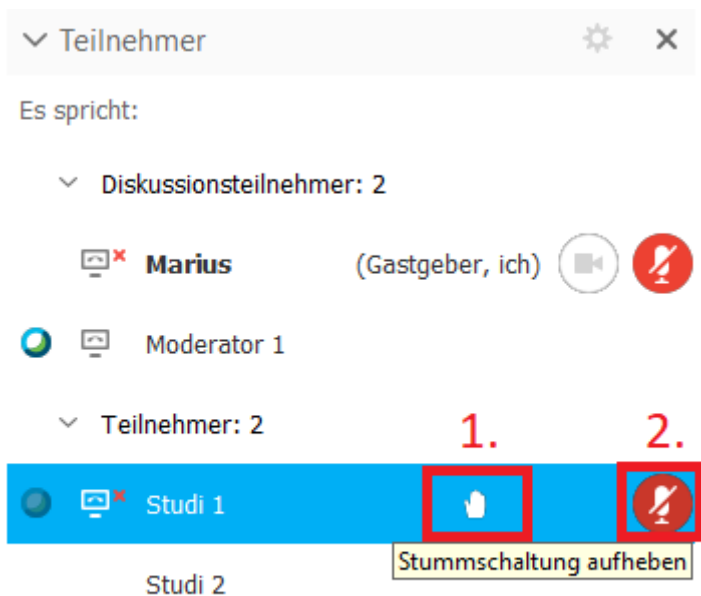 Teilnehmer
Es spricht:
Diskussionsteilnehmer: 2
Marius (Gastgeber, ich)
Moderator 1
Teilnehmer: 2 1. 2.
Studi 1
Stummschaltung aufheben
Studi 2